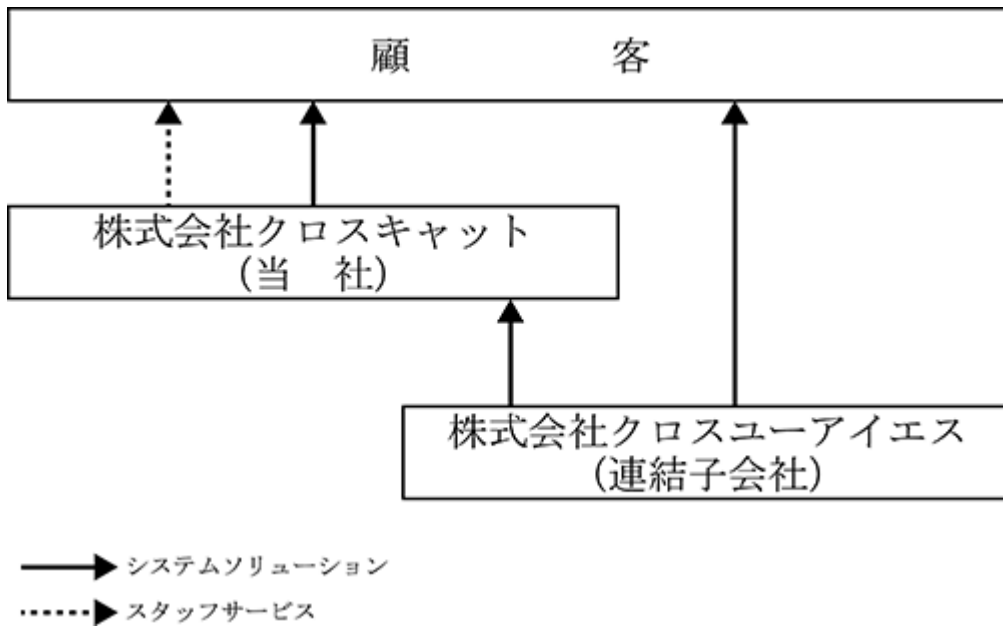 顧　客
株式会社クロスキャット
(当　社)
株式会社クロスユーアイエス
(連結子会社)
システムソリューション
スタッフサービス